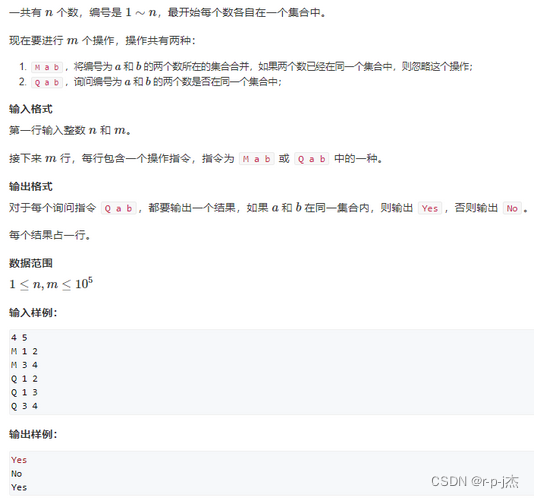 一共有 n 个数，编号是 1 ∼ n，最开始每个数各自在一个集合中。
现在要进行 m 个操作，操作共有两种：
1. M a b，将编号为 a 和 b 的两个数所在的集合合并，如果两个数已经在同一个集合中，则忽略这个操作；
2. Q a b，询问编号为 a 和 b 的两个数是否在同一个集合中；
输入格式
第一行输入整数 n 和 m。
接下来 m 行，每行包含一个操作指令，指令为 M a b 或 Q a b 中的一种。
输出格式
对于每个询问指令 Q a b，都要输出一个结果，如果 a 和 b 在同一集合内，则输出 Yes，否则输出 No。
每个结果占一行。
数据范围
1 ≤ n, m ≤ 10⁵
输入样例：
4 5
M 1 2
M 3 4
Q 1 2
Q 1 3
Q 3 4
输出样例：
Yes
No
Yes
CSDN @r-p-j杰